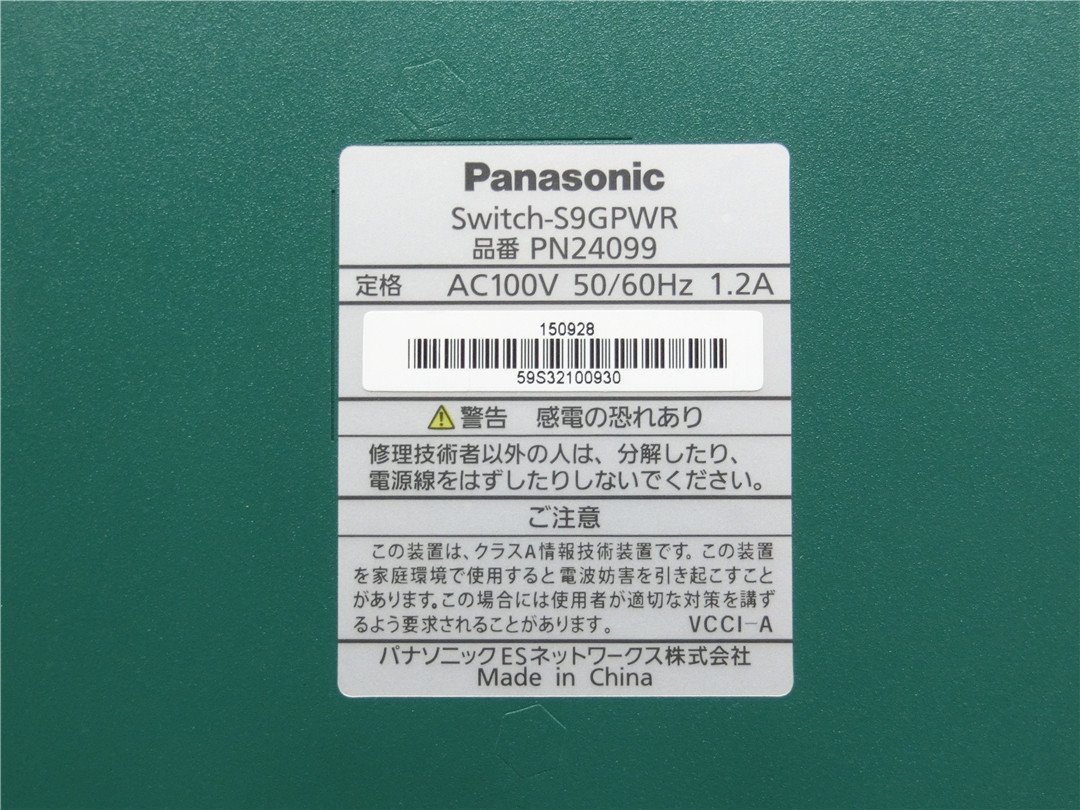 Panasonic
Switch-S9GPWR
品番 PN24099
定格 AC100V 50/60Hz 1.2A
150928
59S32100930
警告 感電の恐れあり
修理技術者以外の人は、分解したり、
電源線をはずしたりしないでください。
ご注意
この装置は、クラスA情報技術装置です。この装置
を家庭環境で使用すると電波妨害を引き起こすこと
があります。この場合には使用者が適切な対策を講ず
るよう要求されることがあります。 VCCI-A
パナソニックESネットワークス株式会社
Made in China